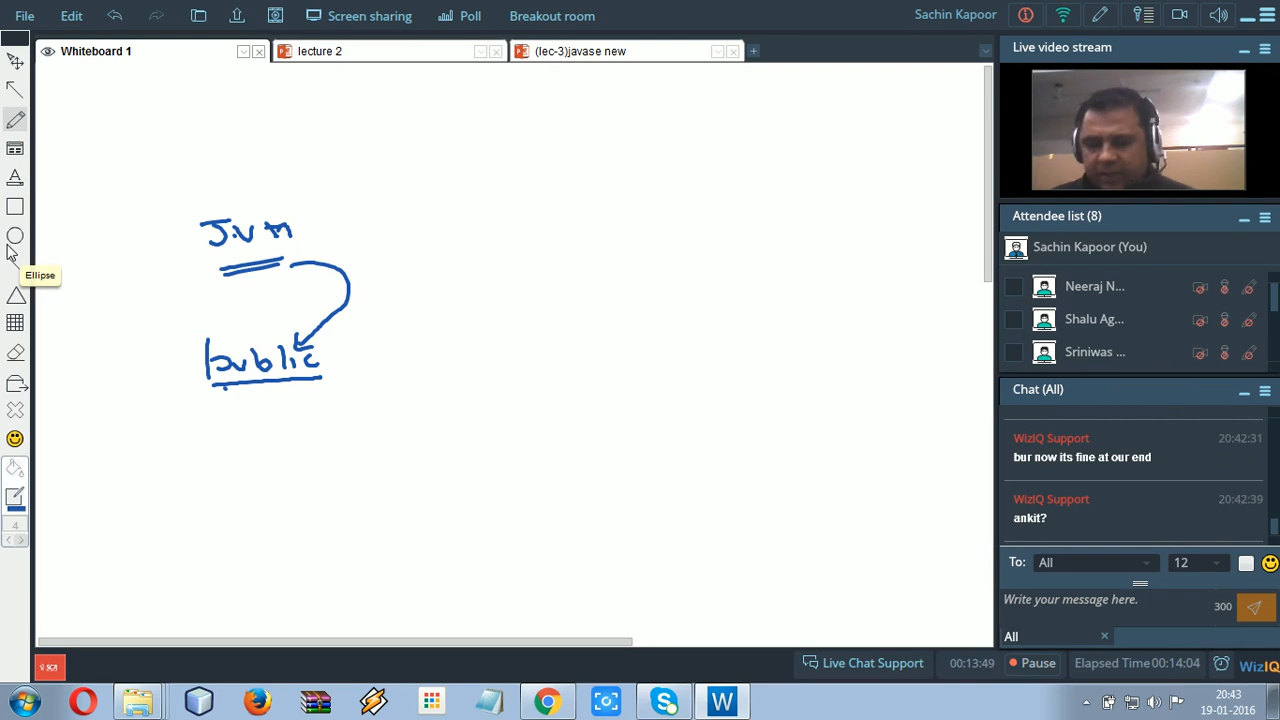 File Edit Screen sharing Poll Breakout room Sachin Kapoor
Whiteboard 1 lecture 2 (lec-3)javase new
Live video stream
J.v m
public
Ellipse
4
Attendee list (8)
Sachin Kapoor (You)
Neeraj N...
Shalu Ag...
Sriniwas ...
Chat (All)
WizIQ Support 20:42:31
bur now its fine at our end
WizIQ Support 20:42:39
ankit?
To: All 12
Write your message here. 300
All
Live Chat Support 00:13:49 Pause Elapsed Time 00:14:04 WizIQ
20:43
19-01-2016